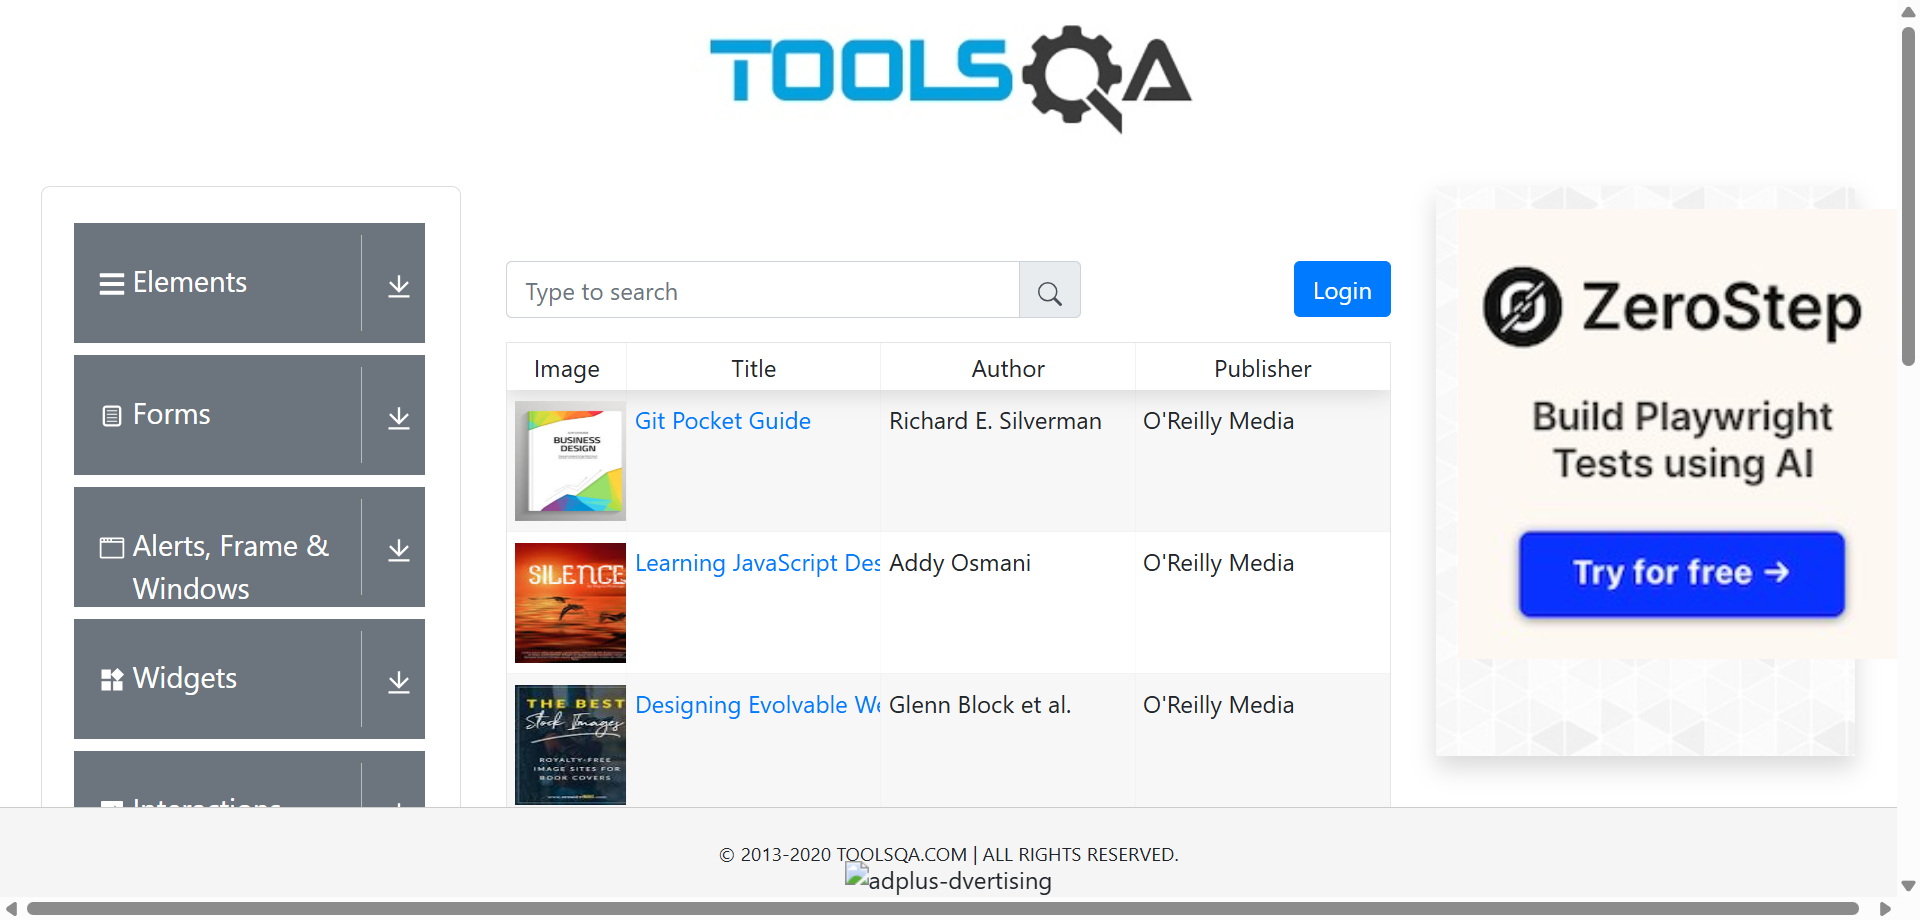 TOOLSQA
Elements
Forms
Alerts, Frame &
Windows
Widgets
Interactions
Type to search
Login
Image Title Author Publisher
BUSINESS
DESIGN
Git Pocket Guide Richard E. Silverman O'Reilly Media
SILENCE
Learning JavaScript Des Addy Osmani O'Reilly Media
THE BEST
Stock Images
ROYALTY-FREE
IMAGE SITES FOR
BOOK COVERS
Designing Evolvable We Glenn Block et al. O'Reilly Media
ZeroStep
Build Playwright
Tests using AI
Try for free →
© 2013-2020 TOOLSQA.COM | ALL RIGHTS RESERVED.
adplus-dvertising